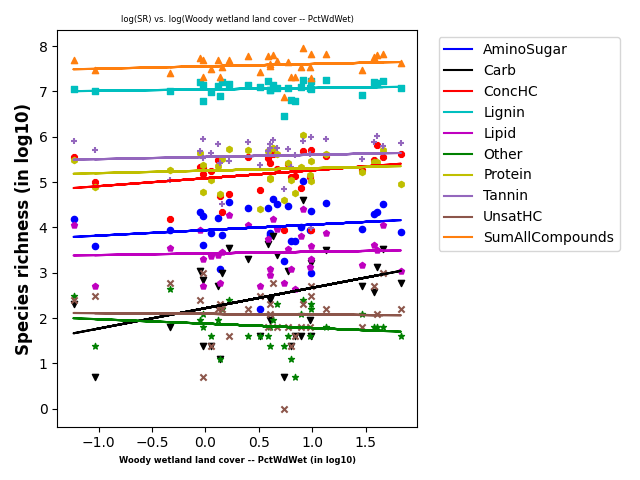 log(SR) vs. log(Woody wetland land cover -- PctWdWet)
Species richness (in log10)
8
7
6
5
4
3
2
1
0
−1.0 −0.5 0.0 0.5 1.0 1.5
Woody wetland land cover -- PctWdWet (in log10)
AminoSugar
Carb
ConcHC
Lignin
Lipid
Other
Protein
Tannin
UnsatHC
SumAllCompounds